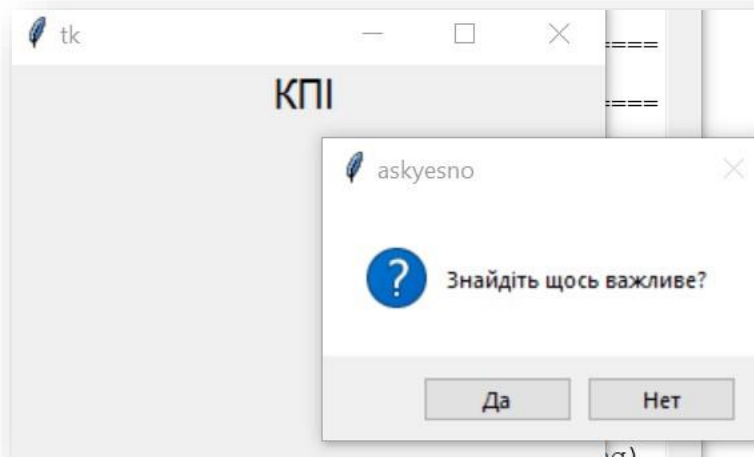 tk
====
КПІ
====
askyesno
Знайдіть щось важливе?
Да
Нет